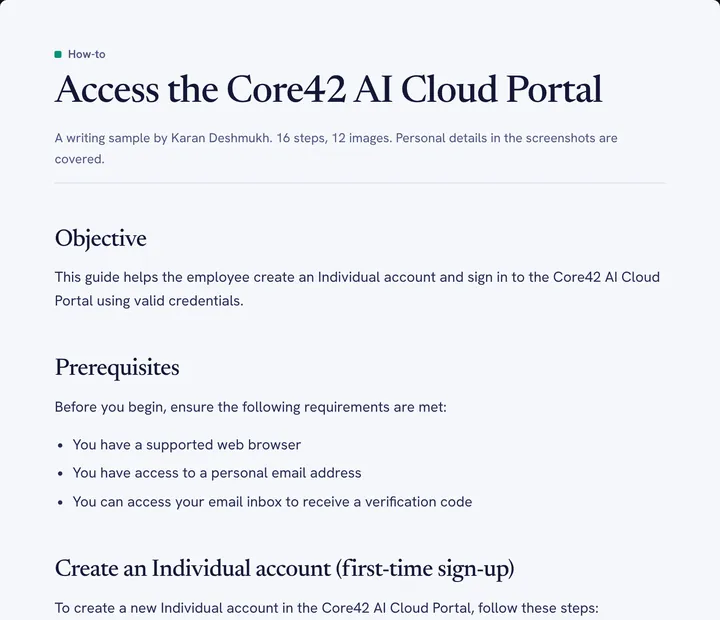 How-to
Access the Core42 AI Cloud Portal
A writing sample by Karan Deshmukh. 16 steps, 12 images. Personal details in the screenshots are
covered.
Objective
This guide helps the employee create an Individual account and sign in to the Core42 AI Cloud
Portal using valid credentials.
Prerequisites
Before you begin, ensure the following requirements are met:
• You have a supported web browser
• You have access to a personal email address
• You can access your email inbox to receive a verification code
Create an Individual account (first-time sign-up)
To create a new Individual account in the Core42 AI Cloud Portal, follow these steps: